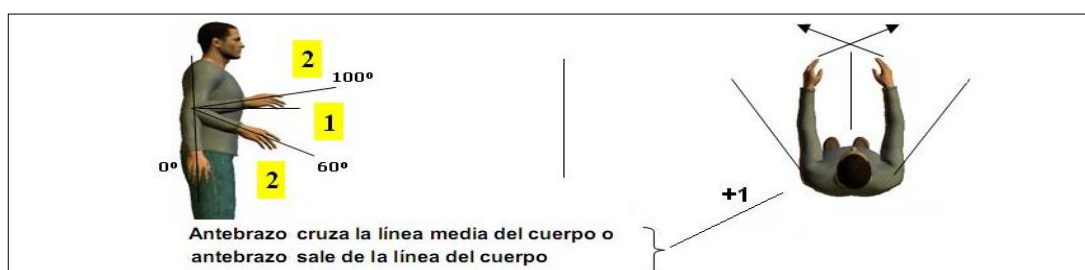 2
100º
1
0º
60º
2
+1
Antebrazo cruza la línea media del cuerpo o
antebrazo sale de la línea del cuerpo